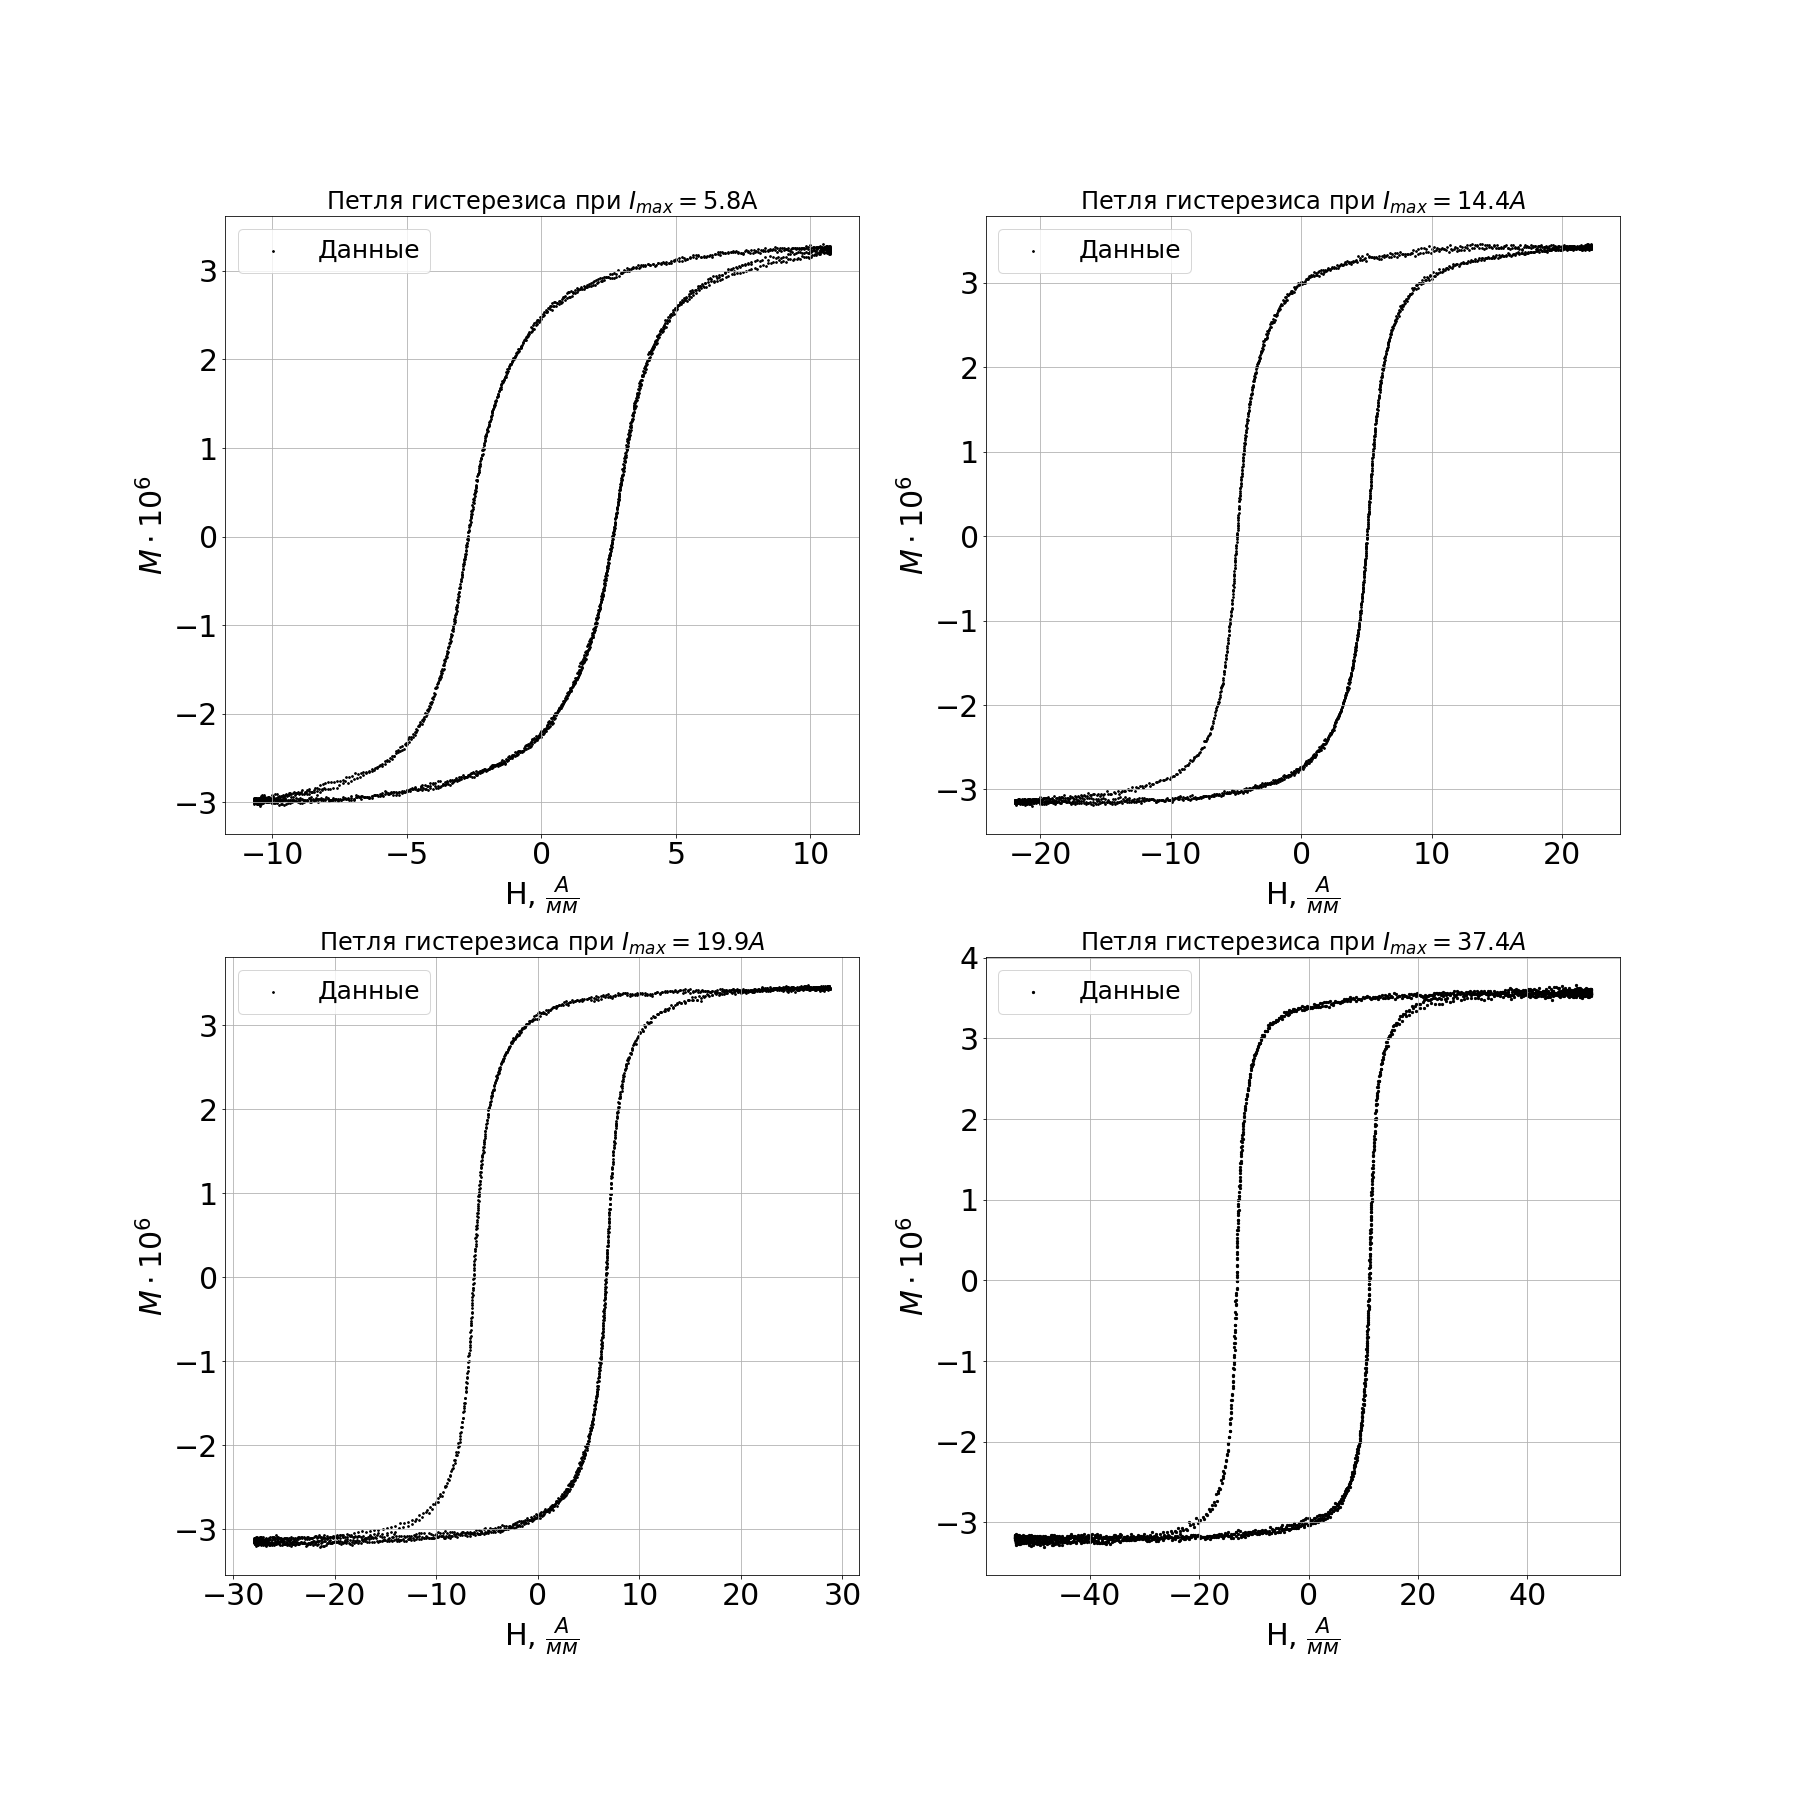 Петля гистерезиса при I_max = 5.8A
Данные
M · 10^6
3
2
1
0
−1
−2
−3
−10 −5 0 5 10
H, A/мм
Петля гистерезиса при I_max = 14.4A
Данные
M · 10^6
3
2
1
0
−1
−2
−3
−20 −10 0 10 20
H, A/мм
Петля гистерезиса при I_max = 19.9A
Данные
M · 10^6
3
2
1
0
−1
−2
−3
−30 −20 −10 0 10 20 30
H, A/мм
Петля гистерезиса при I_max = 37.4A
Данные
M · 10^6
4
3
2
1
0
−1
−2
−3
−40 −20 0 20 40
H, A/мм